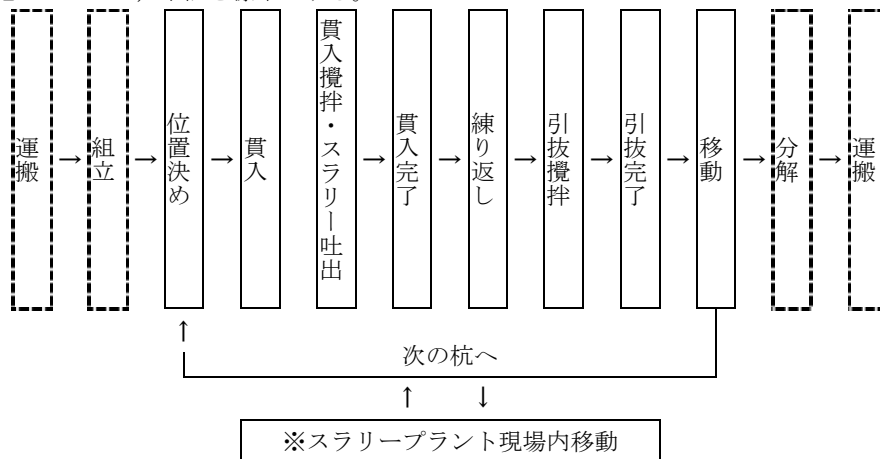 運搬
→
組立
→
位置決め
→
貫入
貫入攪拌・スラリー吐出
→
貫入完了
→
練り返し
→
引抜攪拌
→
引抜完了
→
移動
→
分解
→
運搬
↑
次の杭へ
↑ ↓
※スラリープラント現場内移動